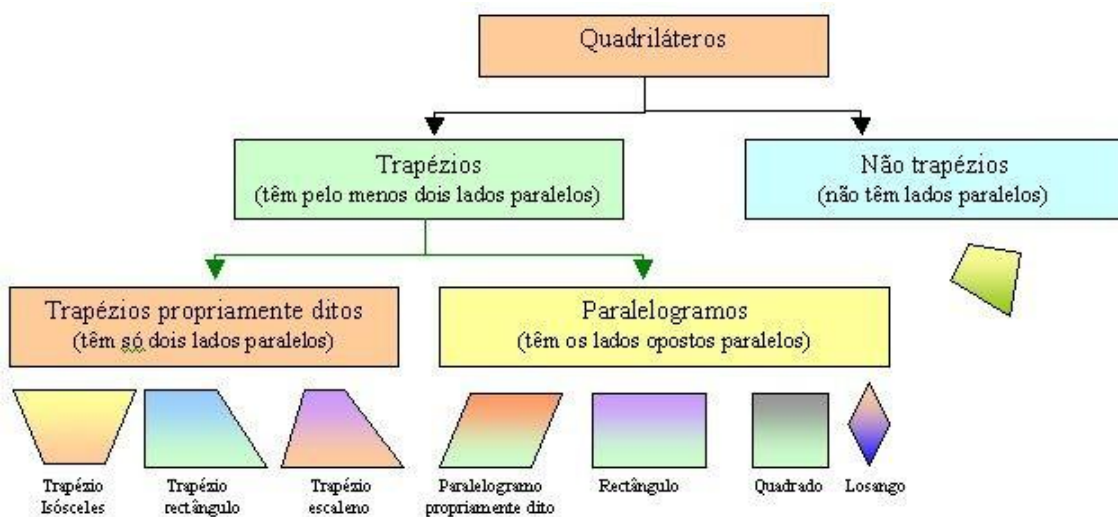 Quadriláteros
Trapézios
(têm pelo menos dois lados paralelos)
Não trapézios
(não têm lados paralelos)
Trapézios propriamente ditos
(têm só dois lados paralelos)
Paralelogramos
(têm os lados opostos paralelos)
Trapézio
Isósceles
Trapézio
rectângulo
Trapézio
escaleno
Paralelogramo
propriamente dito
Rectângulo
Quadrado
Losango